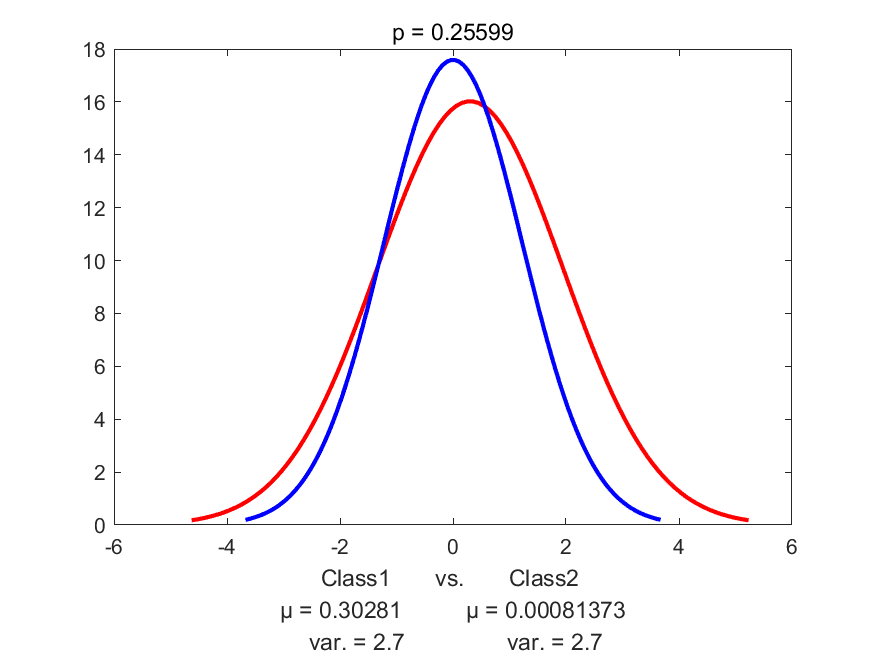 p = 0.25599
18
16
14
12
10
8
6
4
2
0
-6 -4 -2 0 2 4 6
Class1 vs. Class2
μ = 0.30281 μ = 0.00081373
var. = 2.7 var. = 2.7